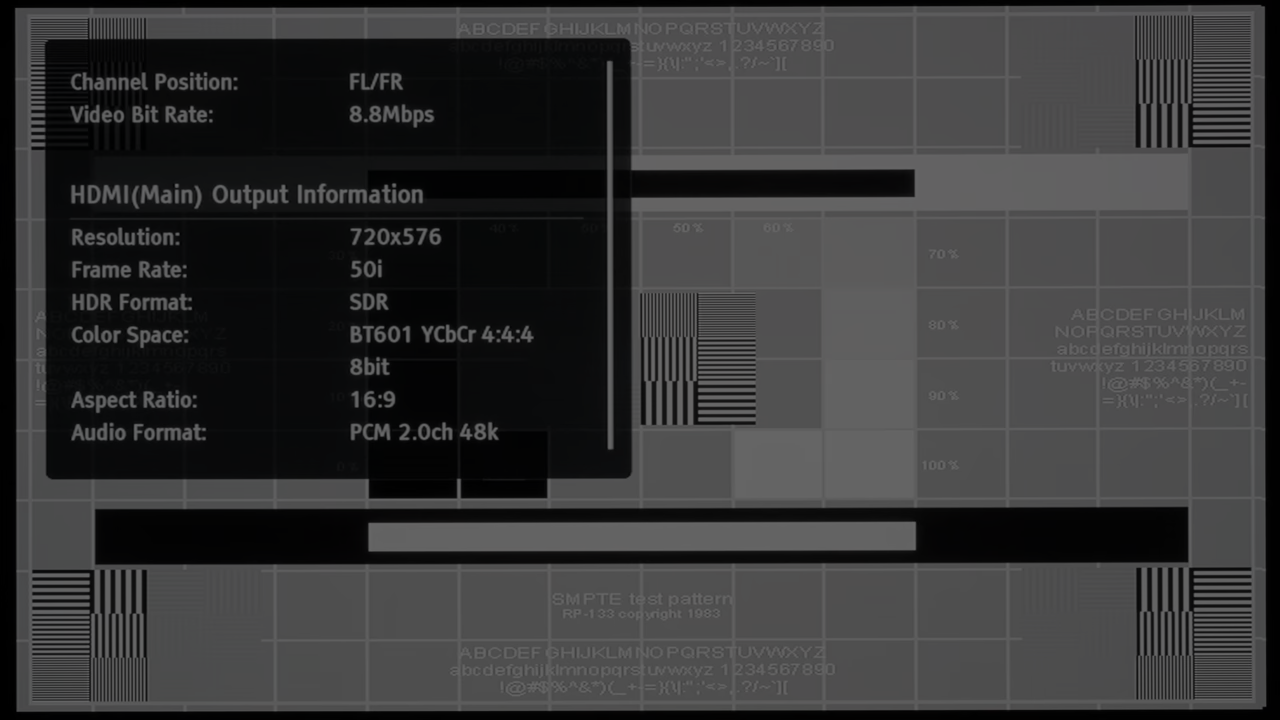 ABCDEFGHIJKLMNOPQRSTUVWXYZ
Channel Position: FL/FR
Video Bit Rate: 8.8Mbps
HDMI(Main) Output Information
Resolution: 720x576
Frame Rate: 50i
HDR Format: SDR
Color Space: BT601 YCbCr 4:4:4
8bit
Aspect Ratio: 16:9
Audio Format: PCM 2.0ch 48k
40%
50%
60%
70%
80%
90%
100%
0%
ABCDEFGHIJKLM
NOPQRSTUVWXYZ
abcdefghijklmnopqrs
tuvwxyz 1234567890
!@#$%^&*)(_+-
SMPTE test pattern
RP-133 copyright 1983
ABCDEFGHIJKLMNOPQRSTUVWXYZ
abcdefghijklmnopqrstuvwxyz 1234567890